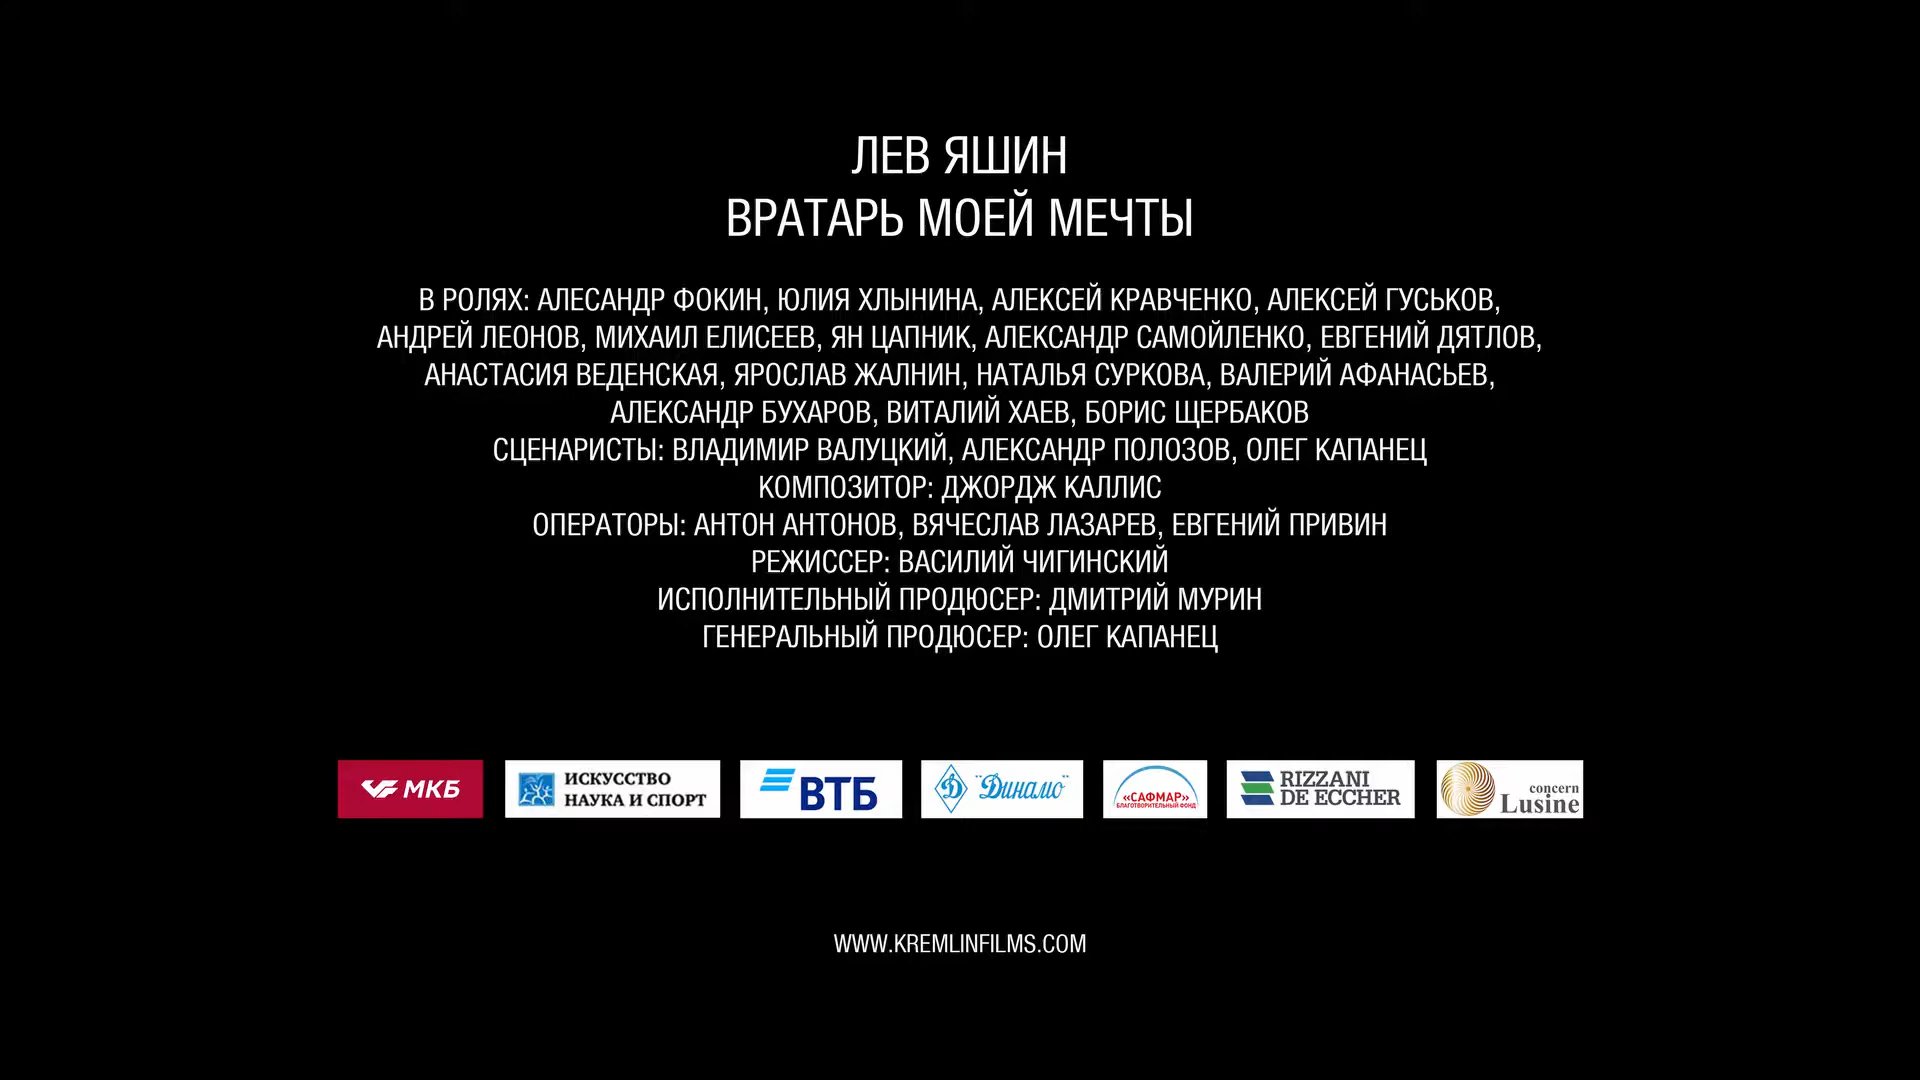 ЛЕВ ЯШИН
ВРАТАРЬ МОЕЙ МЕЧТЫ
В РОЛЯХ: АЛЕСАНДР ФОКИН, ЮЛИЯ ХЛЫНИНА, АЛЕКСЕЙ КРАВЧЕНКО, АЛЕКСЕЙ ГУСЬКОВ,
АНДРЕЙ ЛЕОНОВ, МИХАИЛ ЕЛИСЕЕВ, ЯН ЦАПНИК, АЛЕКСАНДР САМОЙЛЕНКО, ЕВГЕНИЙ ДЯТЛОВ,
АНАСТАСИЯ ВЕДЕНСКАЯ, ЯРОСЛАВ ЖАЛНИН, НАТАЛЬЯ СУРКОВА, ВАЛЕРИЙ АФАНАСЬЕВ,
АЛЕКСАНДР БУХАРОВ, ВИТАЛИЙ ХАЕВ, БОРИС ЩЕРБАКОВ
СЦЕНАРИСТЫ: ВЛАДИМИР ВАЛУЦКИЙ, АЛЕКСАНДР ПОЛОЗОВ, ОЛЕГ КАПАНЕЦ
КОМПОЗИТОР: ДЖОРДЖ КАЛЛИС
ОПЕРАТОРЫ: АНТОН АНТОНОВ, ВЯЧЕСЛАВ ЛАЗАРЕВ, ЕВГЕНИЙ ПРИВИН
РЕЖИССЕР: ВАСИЛИЙ ЧИГИНСКИЙ
ИСПОЛНИТЕЛЬНЫЙ ПРОДЮСЕР: ДМИТРИЙ МУРИН
ГЕНЕРАЛЬНЫЙ ПРОДЮСЕР: ОЛЕГ КАПАНЕЦ
МКБ
ИСКУССТВО
НАУКА И СПОРТ
ВТБ
Д "Динамо"
«САФМАР»
БЛАГОТВОРИТЕЛЬНЫЙ ФОНД
RIZZANI
DE ECCHER
concern
Lusine
WWW.KREMLINFILMS.COM